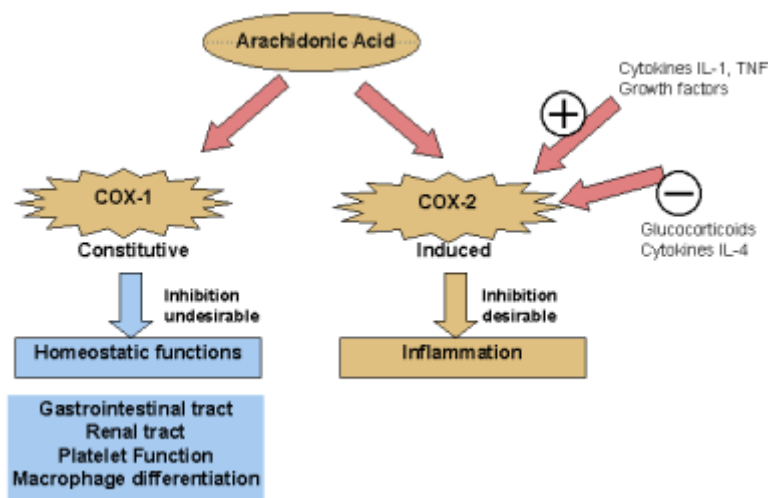 Arachidonic Acid
Cytokines IL-1, TNF
Growth factors
+
COX-1
COX-2
−
Constitutive
Induced
Glucocorticoids
Cytokines IL-4
Inhibition
undesirable
Inhibition
desirable
Homeostatic functions
Inflammation
Gastrointestinal tract
Renal tract
Platelet Function
Macrophage differentiation